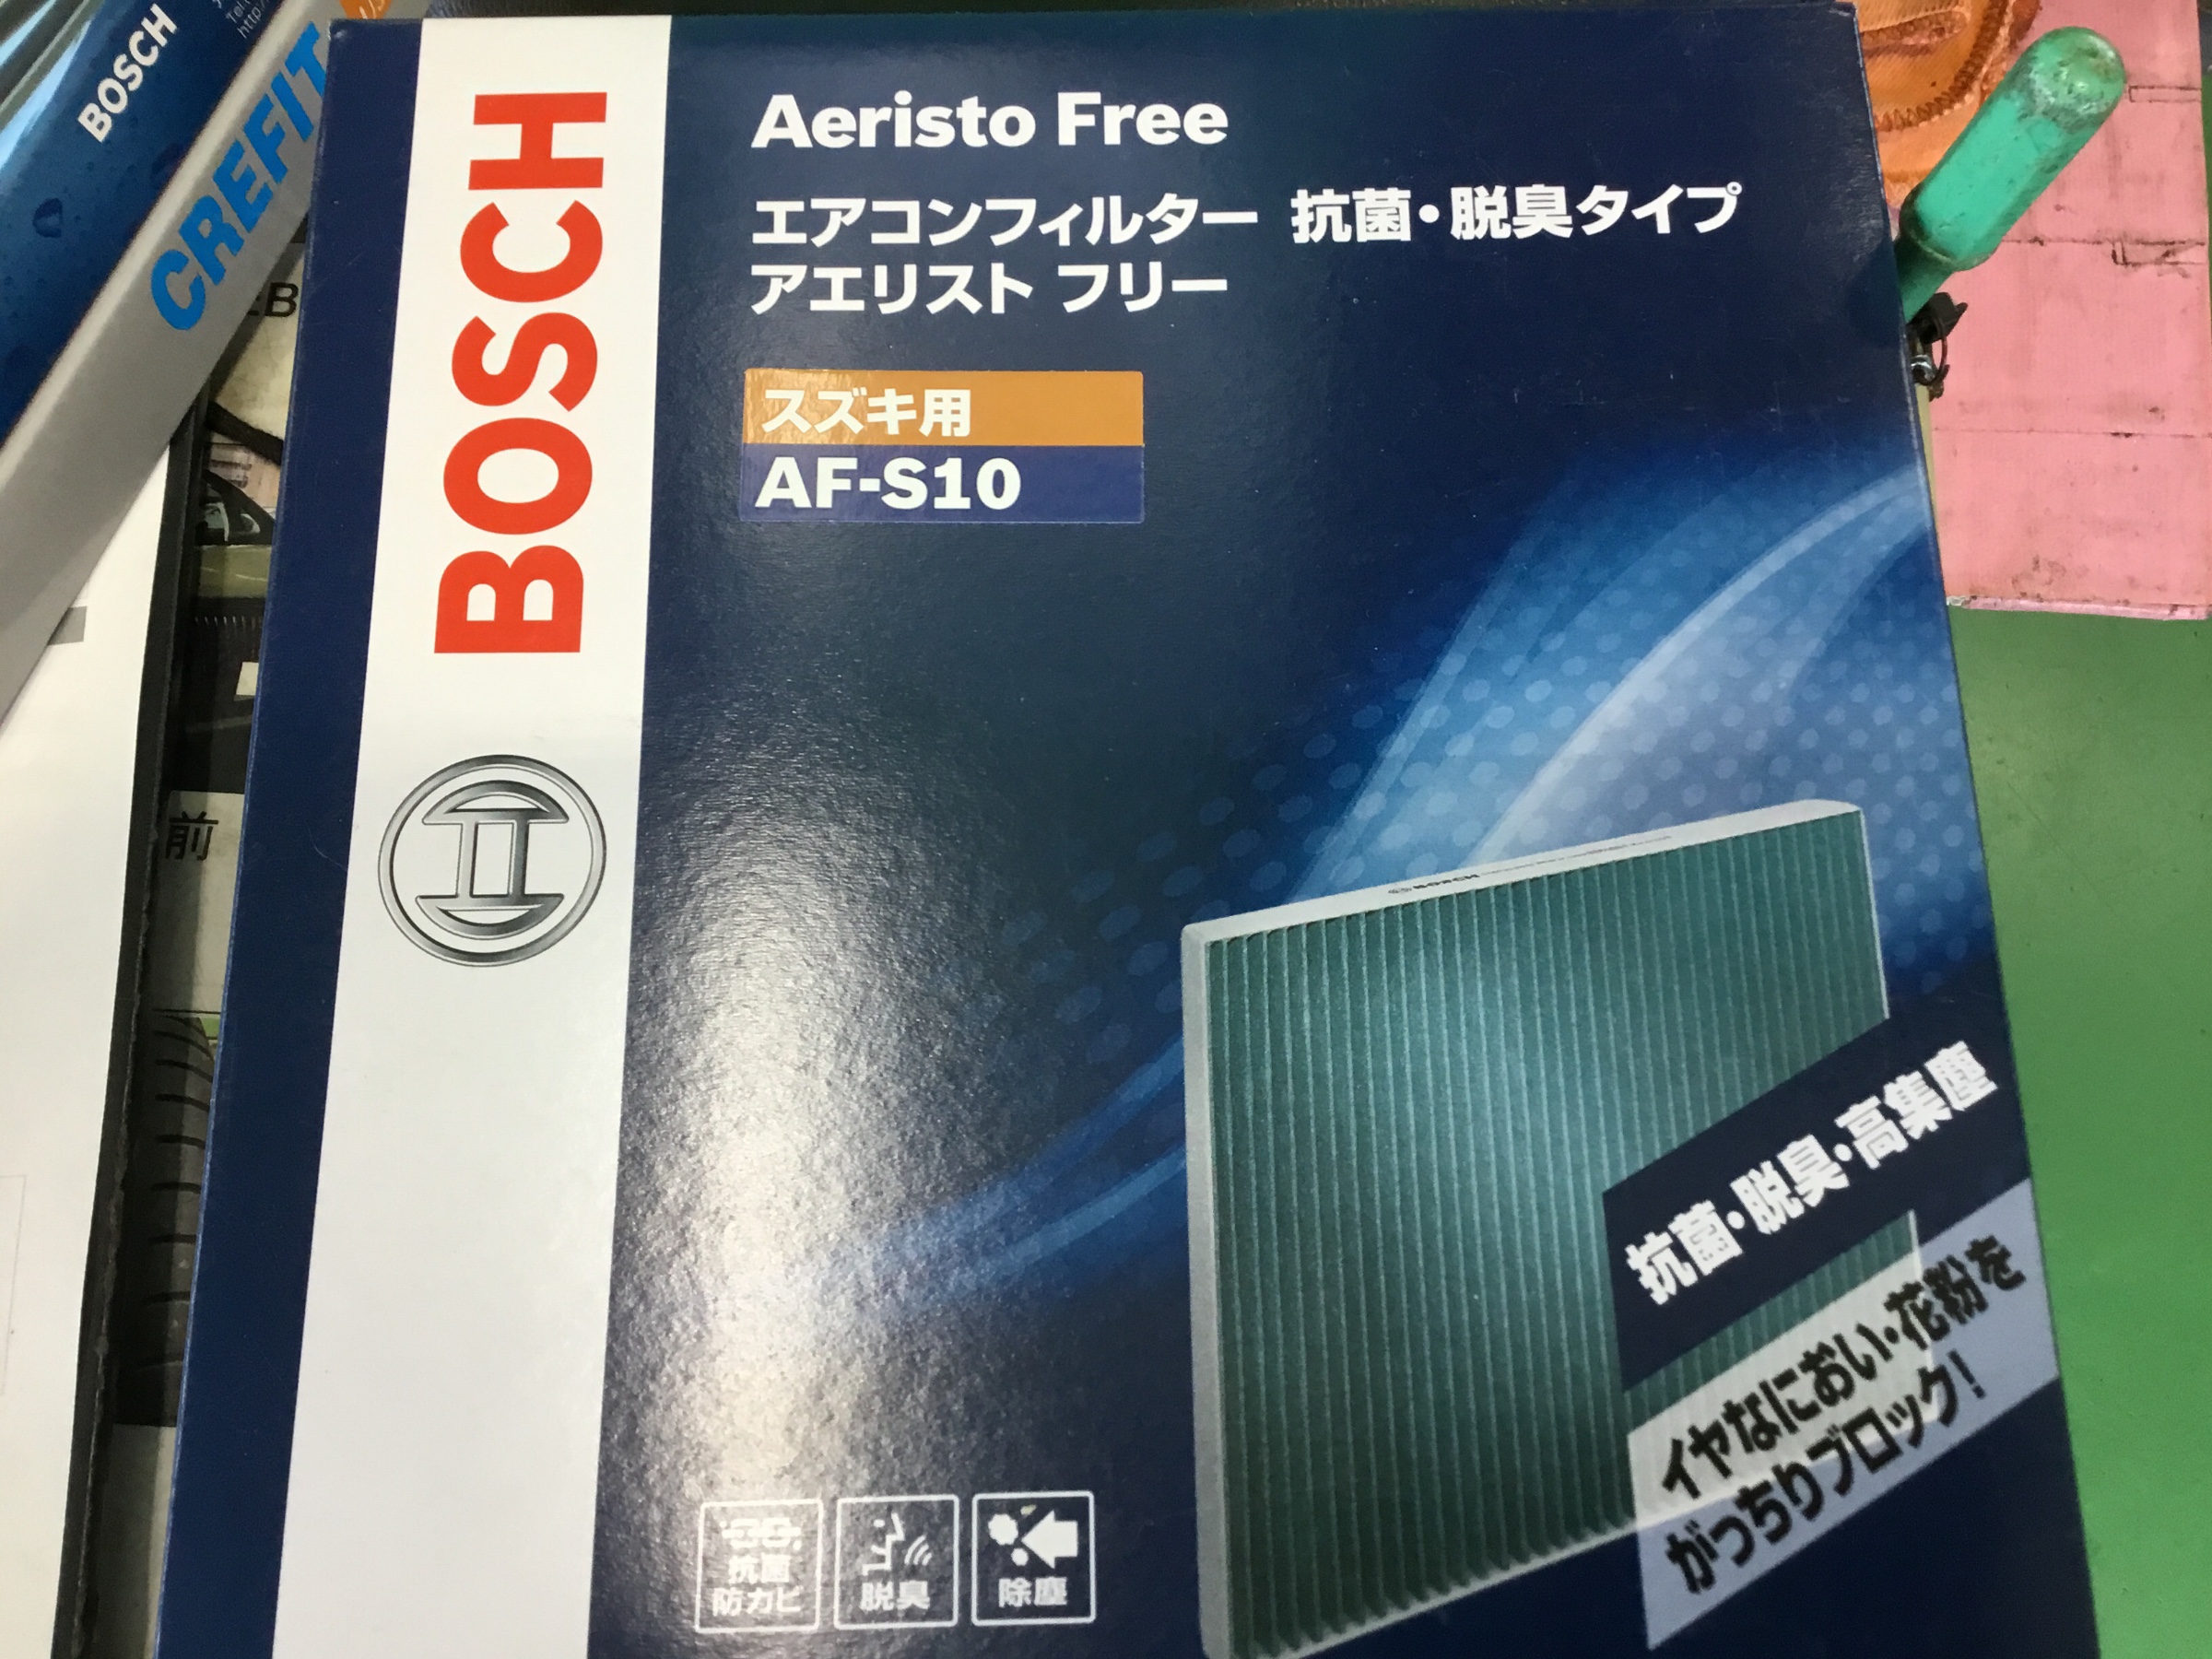 BOSCH
CREFIT
BOSCH
Aeristo Free
エアコンフィルター 抗菌・脱臭タイプ
アエリスト フリー
スズキ用
AF-S10
前
BOSCH
抗菌・脱臭・高集塵
イヤなにおい・花粉を
がっちりブロック!
抗菌
防カビ
脱臭
除塵